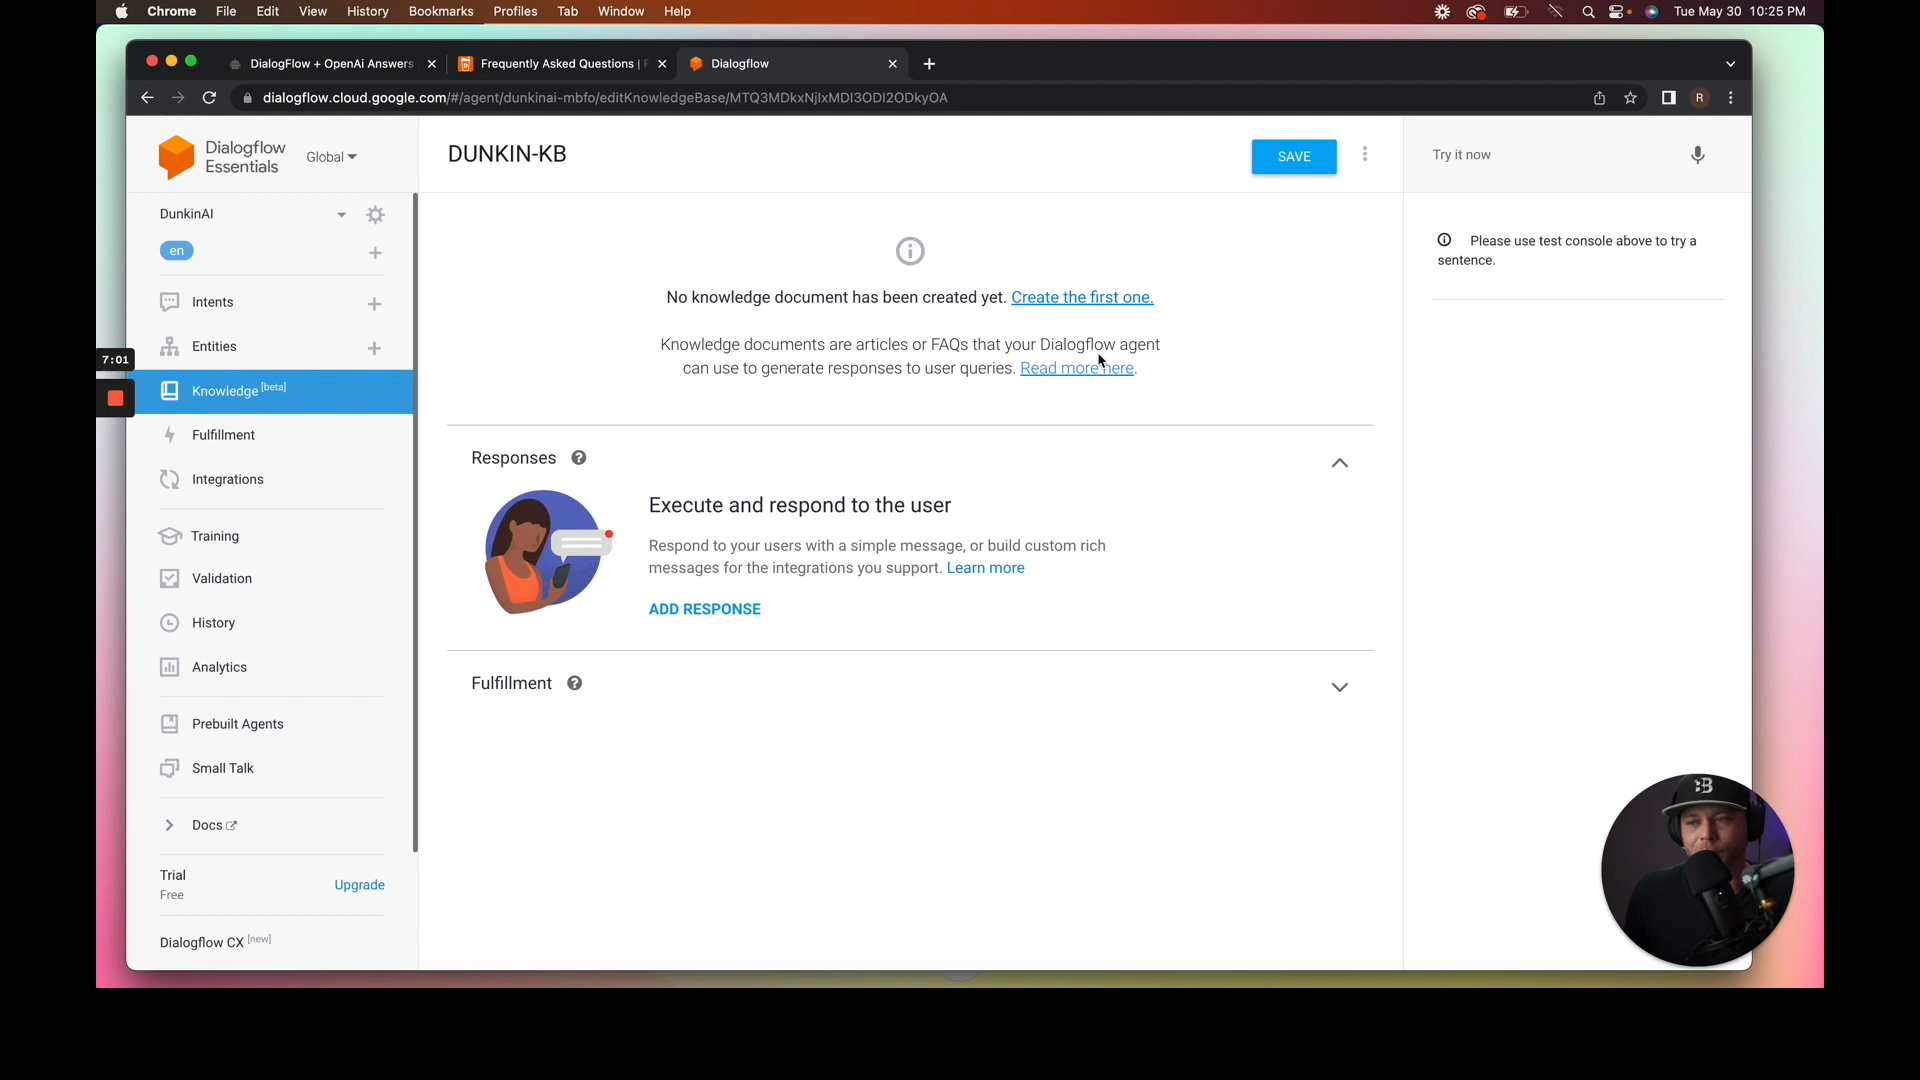 Chrome File Edit View History Bookmarks Profiles Tab Window Help
Tue May 30 10:25 PM
DialogFlow + OpenAi Answers
Frequently Asked Questions | F
Dialogflow
dialogflow.cloud.google.com/#/agent/dunkinai-mbfo/editKnowledgeBase/MTQ3MDkxNjIxMDI3ODI2ODkyOA
R
Dialogflow
Essentials
Global
DUNKIN-KB
SAVE
Try it now
DunkinAI
en
Please use test console above to try a
sentence.
Intents
Entities
7:01
Knowledge [beta]
Fulfillment
Integrations
Training
Validation
History
Analytics
Prebuilt Agents
Small Talk
Docs
Trial
Free
Upgrade
Dialogflow CX [new]
No knowledge document has been created yet. Create the first one.
Knowledge documents are articles or FAQs that your Dialogflow agent
can use to generate responses to user queries. Read more here.
Responses
Execute and respond to the user
Respond to your users with a simple message, or build custom rich
messages for the integrations you support. Learn more
ADD RESPONSE
Fulfillment